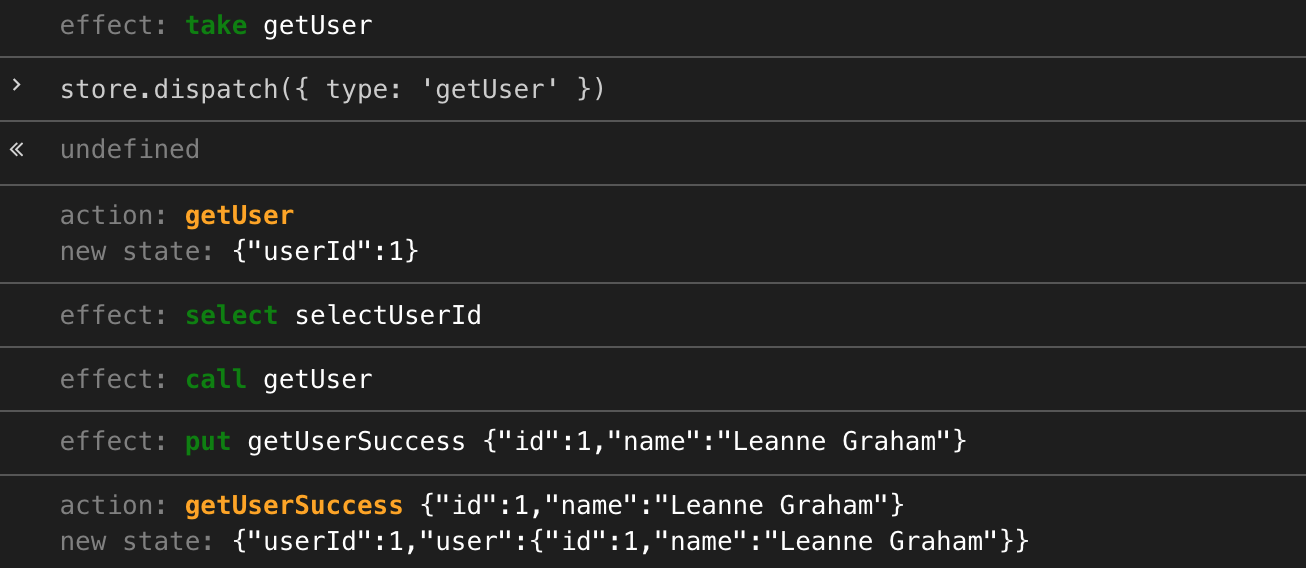 effect: take getUser
› store.dispatch({ type: 'getUser' })
« undefined
action: getUser
new state: {"userId":1}
effect: select selectUserId
effect: call getUser
effect: put getUserSuccess {"id":1,"name":"Leanne Graham"}
action: getUserSuccess {"id":1,"name":"Leanne Graham"}
new state: {"userId":1,"user":{"id":1,"name":"Leanne Graham"}}